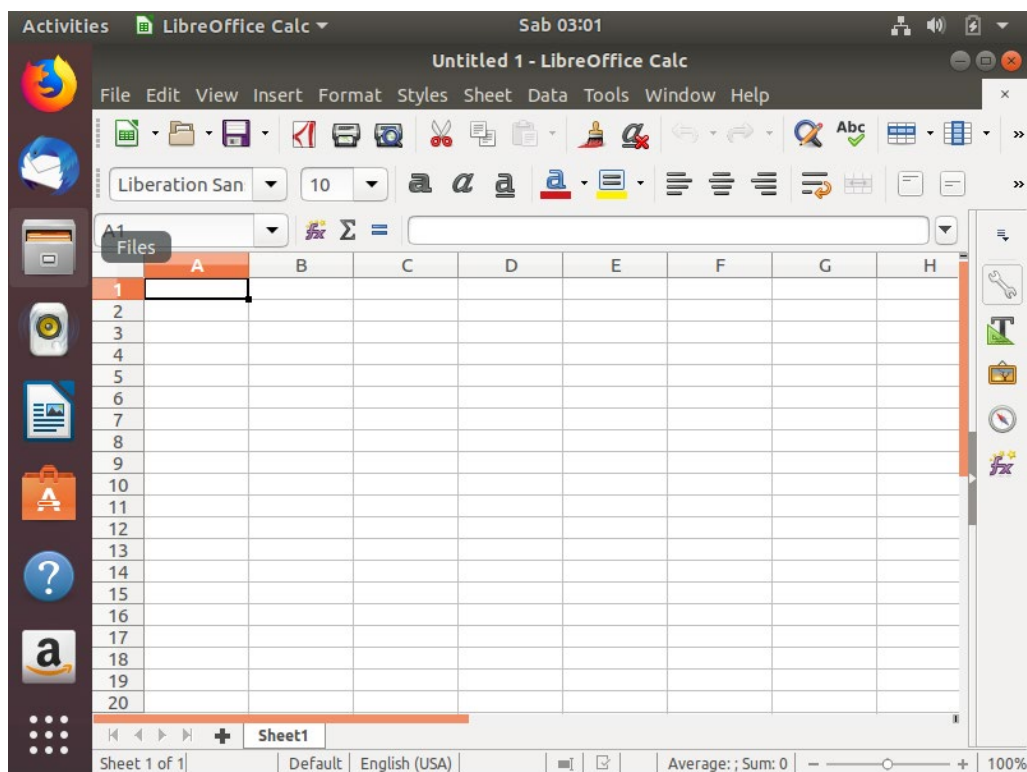 Activities LibreOffice Calc Sab 03:01
Untitled 1 - LibreOffice Calc
File Edit View Insert Format Styles Sheet Data Tools Window Help
Abc
Liberation San 10 a a a a
A1 fx Σ =
Files
A B C D E F G H
1
2
3
4
5
6
7
8
9
10
11
12
13
14
15
16
17
18
19
20
Sheet1
Sheet 1 of 1 Default English (USA) Average: ; Sum: 0 100%